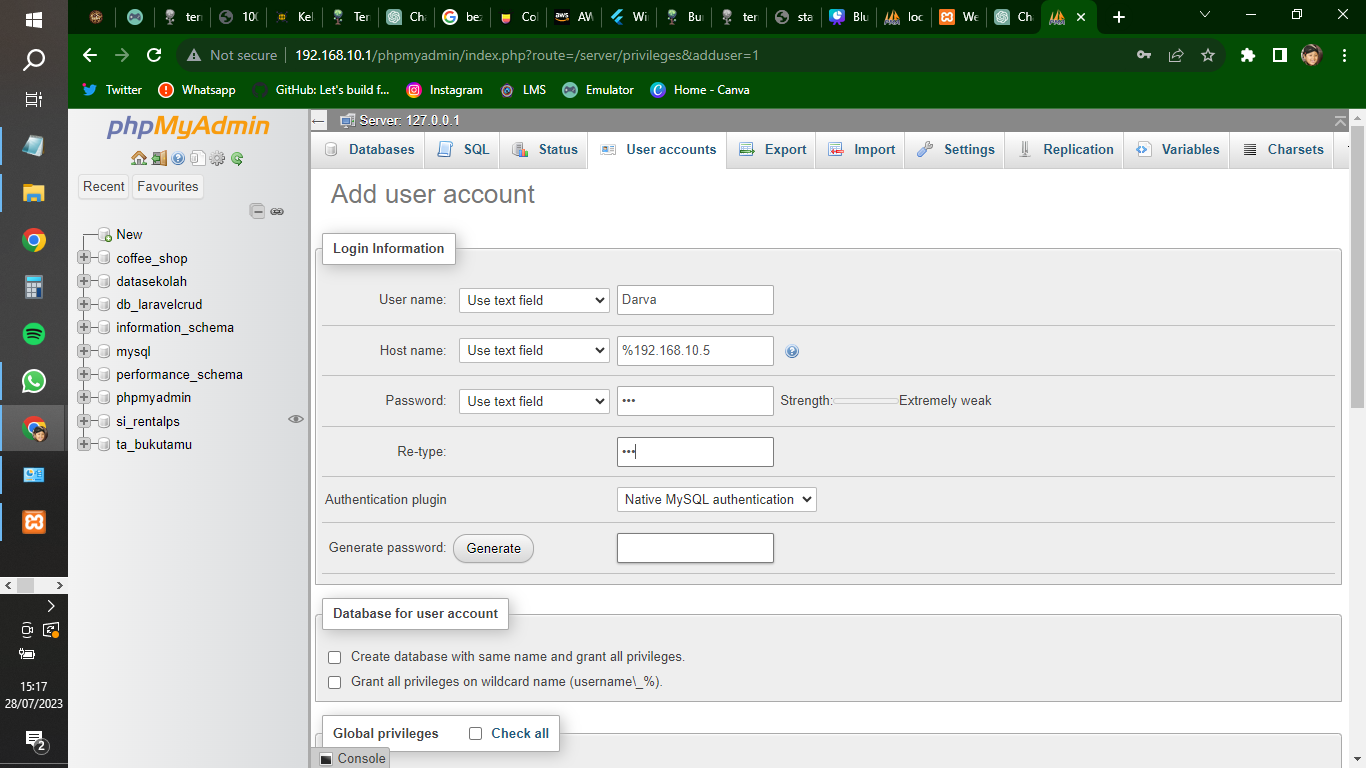 ter
100
Kel
Ter
Cha
bez
Col
AW
Wi
Bu
ter
sta
Blu
loc
We
Cha
Not secure
192.168.10.1/phpmyadmin/index.php?route=/server/privileges&adduser=1
Twitter Whatsapp GitHub: Let's build f... Instagram LMS Emulator Home - Canva
phpMyAdmin
Recent Favourites
New
coffee_shop
datasekolah
db_laravelcrud
information_schema
mysql
performance_schema
phpmyadmin
si_rentalps
ta_bukutamu
Server: 127.0.0.1
Databases SQL Status User accounts Export Import Settings Replication Variables Charsets
Add user account
Login Information
User name: Use text field Darva
Host name: Use text field %192.168.10.5
Password: Use text field ••• Strength: Extremely weak
Re-type: •••
Authentication plugin Native MySQL authentication
Generate password: Generate
Database for user account
Create database with same name and grant all privileges.
Grant all privileges on wildcard name (username\_%).
Global privileges Check all
Console
15:17
28/07/2023
2